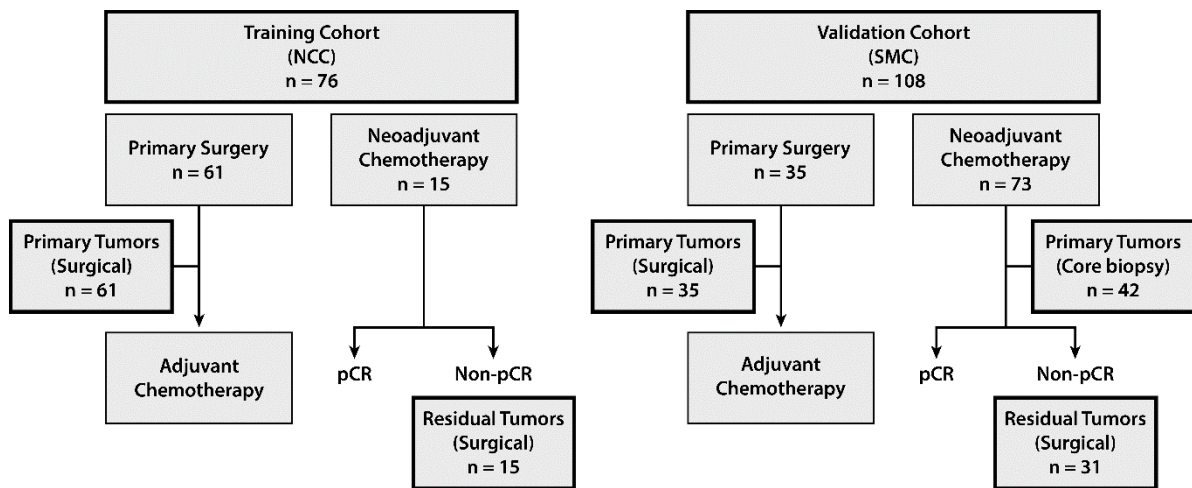 Training Cohort
(NCC)
n = 76
Primary Surgery
n = 61
Neoadjuvant
Chemotherapy
n = 15
Primary Tumors
(Surgical)
n = 61
Adjuvant
Chemotherapy
pCR
Non-pCR
Residual Tumors
(Surgical)
n = 15
Validation Cohort
(SMC)
n = 108
Primary Surgery
n = 35
Neoadjuvant
Chemotherapy
n = 73
Primary Tumors
(Surgical)
n = 35
Primary Tumors
(Core biopsy)
n = 42
Adjuvant
Chemotherapy
pCR
Non-pCR
Residual Tumors
(Surgical)
n = 31